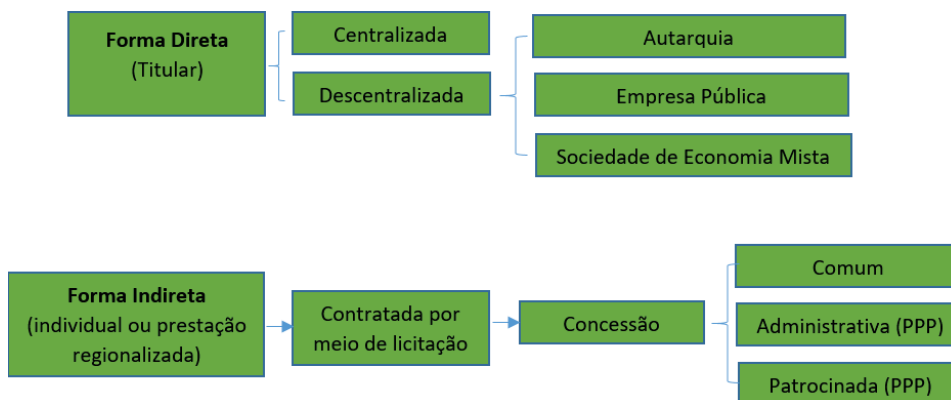 Forma Direta
(Titular)
Centralizada
Descentralizada
Autarquia
Empresa Pública
Sociedade de Economia Mista
Forma Indireta
(individual ou prestação
regionalizada)
Contratada por
meio de licitação
Concessão
Comum
Administrativa (PPP)
Patrocinada (PPP)